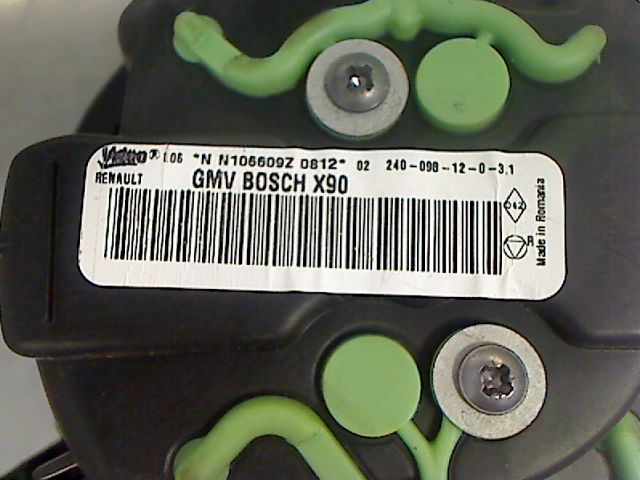 Valeo® L06 *N N106609Z 0812* 02 240-098-12-0-3.1
RENAULT GMV BOSCH X90
Made in Romania